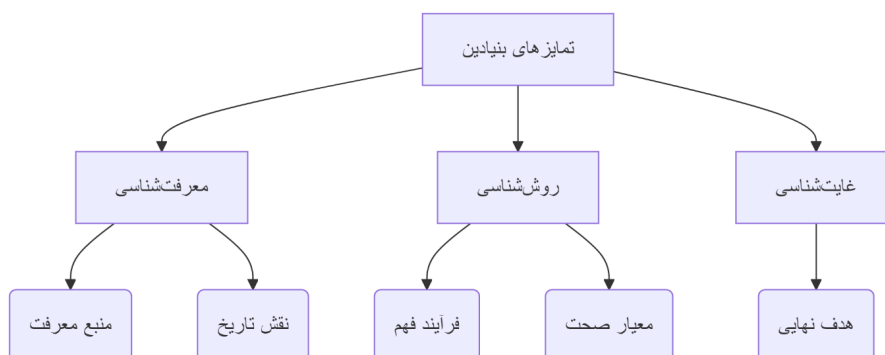 تمایزهای بنیادین
معرفت‌شناسی
روش‌شناسی
غایت‌شناسی
منبع معرفت
نقش تاریخ
فرآیند فهم
معیار صحت
هدف نهایی